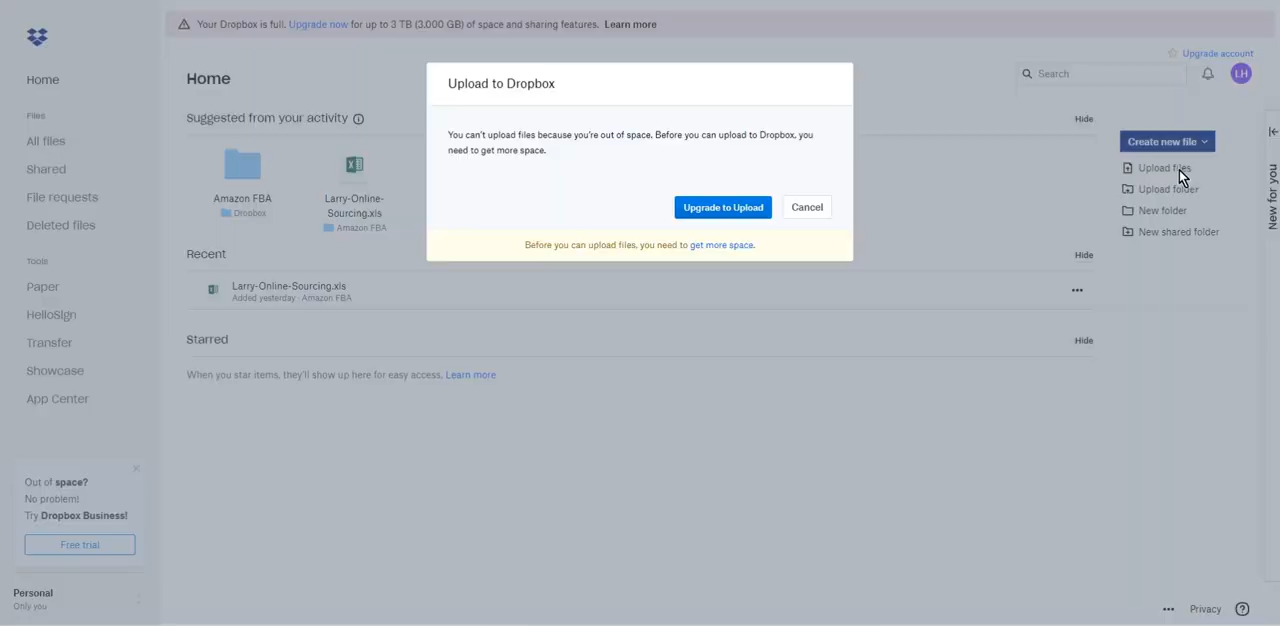 Your Dropbox is full. Upgrade now for up to 3 TB (3,000 GB) of space and sharing features. Learn more
Upgrade account
Home
Home
Search
LH
Files
All files
Shared
File requests
Deleted files
Tools
Paper
HelloSign
Transfer
Showcase
App Center
Suggested from your activity
Hide
Amazon FBA
Dropbox
Larry-Online-
Sourcing.xls
Amazon FBA
Recent
Hide
Larry-Online-Sourcing.xls
Added yesterday · Amazon FBA
Starred
Hide
When you star items, they'll show up here for easy access. Learn more
Upload to Dropbox
You can't upload files because you're out of space. Before you can upload to Dropbox, you
need to get more space.
Upgrade to Upload
Cancel
Before you can upload files, you need to get more space.
Create new file
Upload files
Upload folder
New folder
New shared folder
New for you
Out of space?
No problem!
Try Dropbox Business!
Free trial
Personal
Only you
Privacy